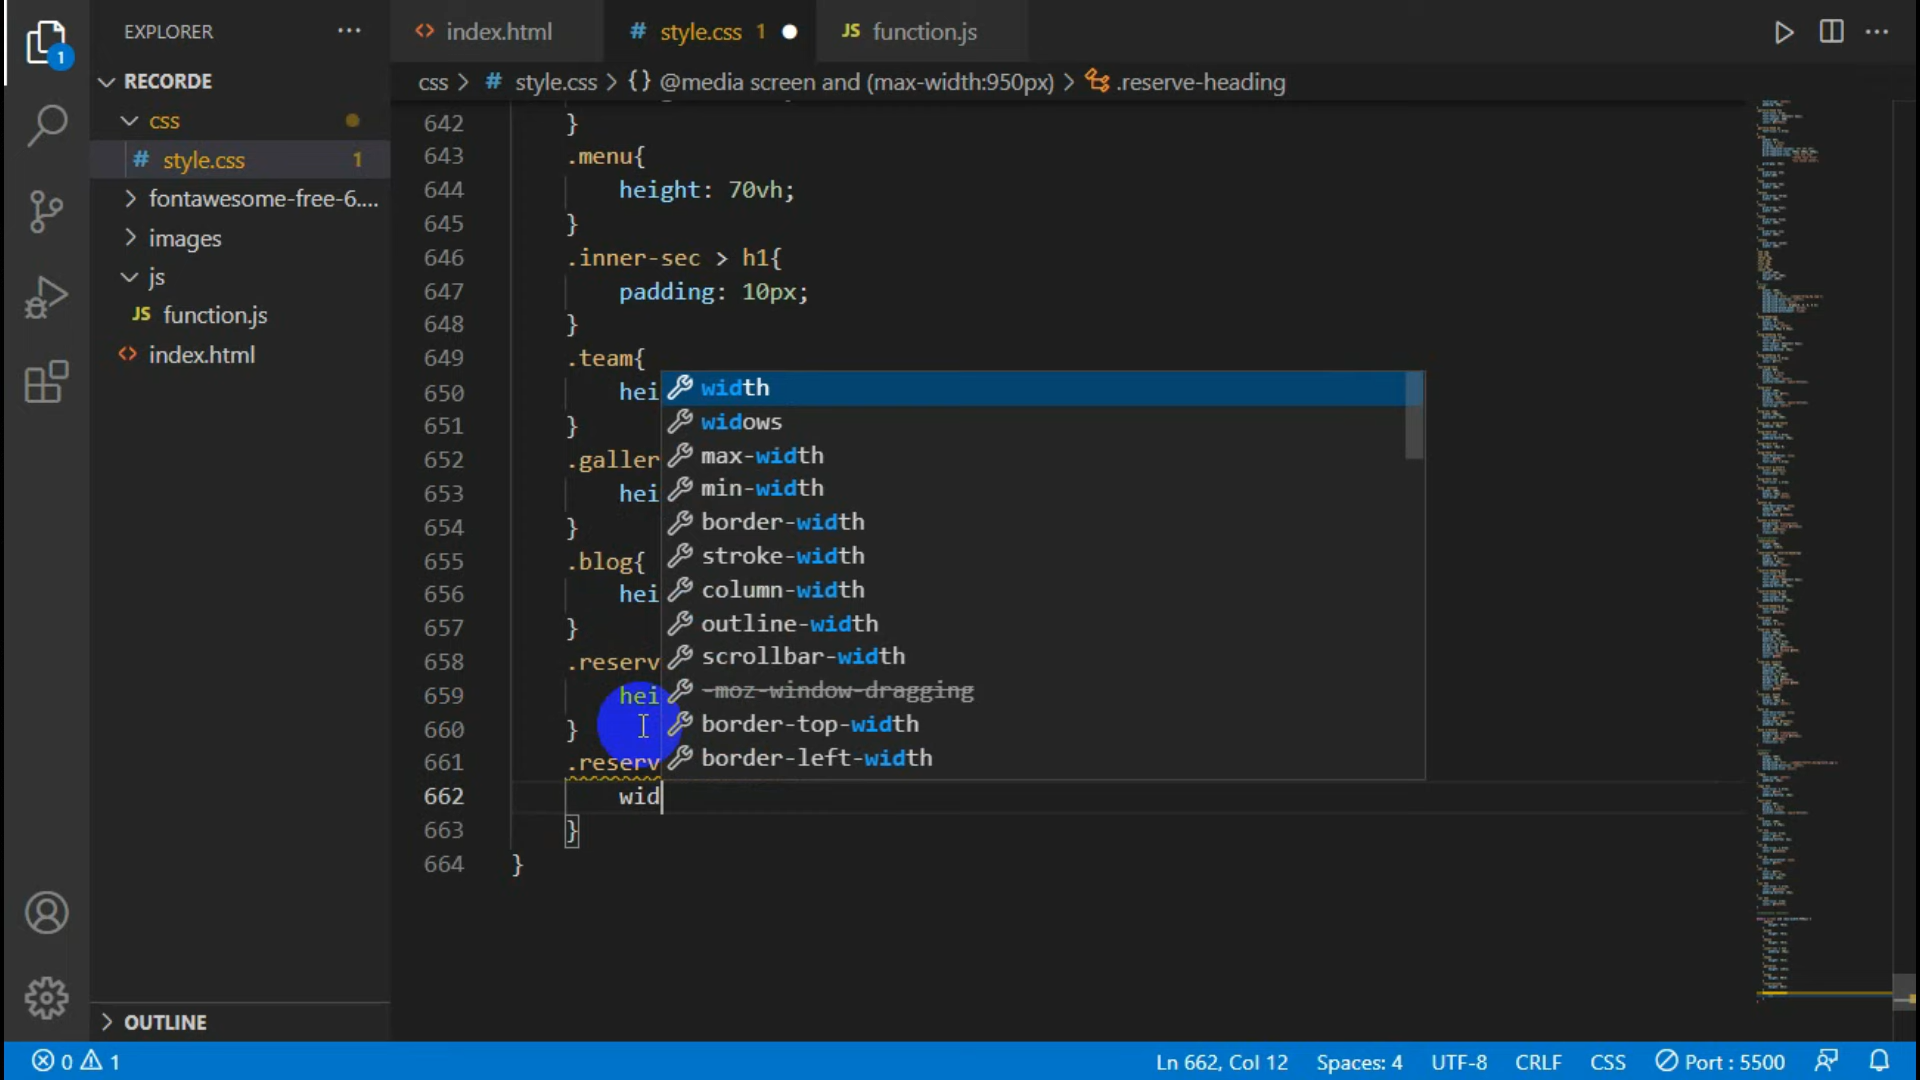 EXPLORER
RECORDE
css
# style.css 1
fontawesome-free-6....
images
js
JS function.js
<> index.html
OUTLINE
1
<> index.html
# style.css 1
JS function.js
css > # style.css > {} @media screen and (max-width:950px) > .reserve-heading
642 }
643 .menu{
644 height: 70vh;
645 }
646 .inner-sec > h1{
647 padding: 10px;
648 }
649 .team{
650 hei
651 }
652 .galler
653 hei
654 }
655 .blog{
656 hei
657 }
658 .reserv
659 hei
660 }
661 .reserv
662 wid
663 }
664 }
width
widows
max-width
min-width
border-width
stroke-width
column-width
outline-width
scrollbar-width
-moz-window-dragging
border-top-width
border-left-width
0 1
Ln 662, Col 12 Spaces: 4 UTF-8 CRLF CSS Port : 5500